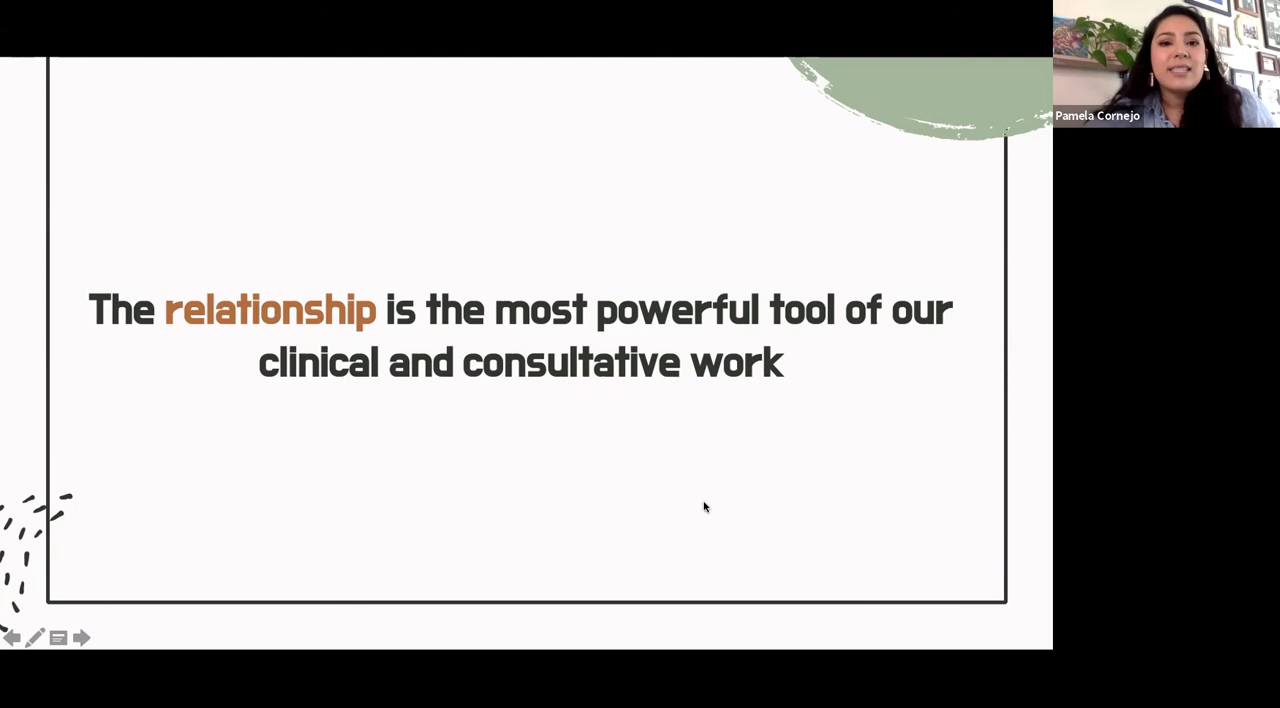 The relationship is the most powerful tool of our
clinical and consultative work
Pamela Cornejo